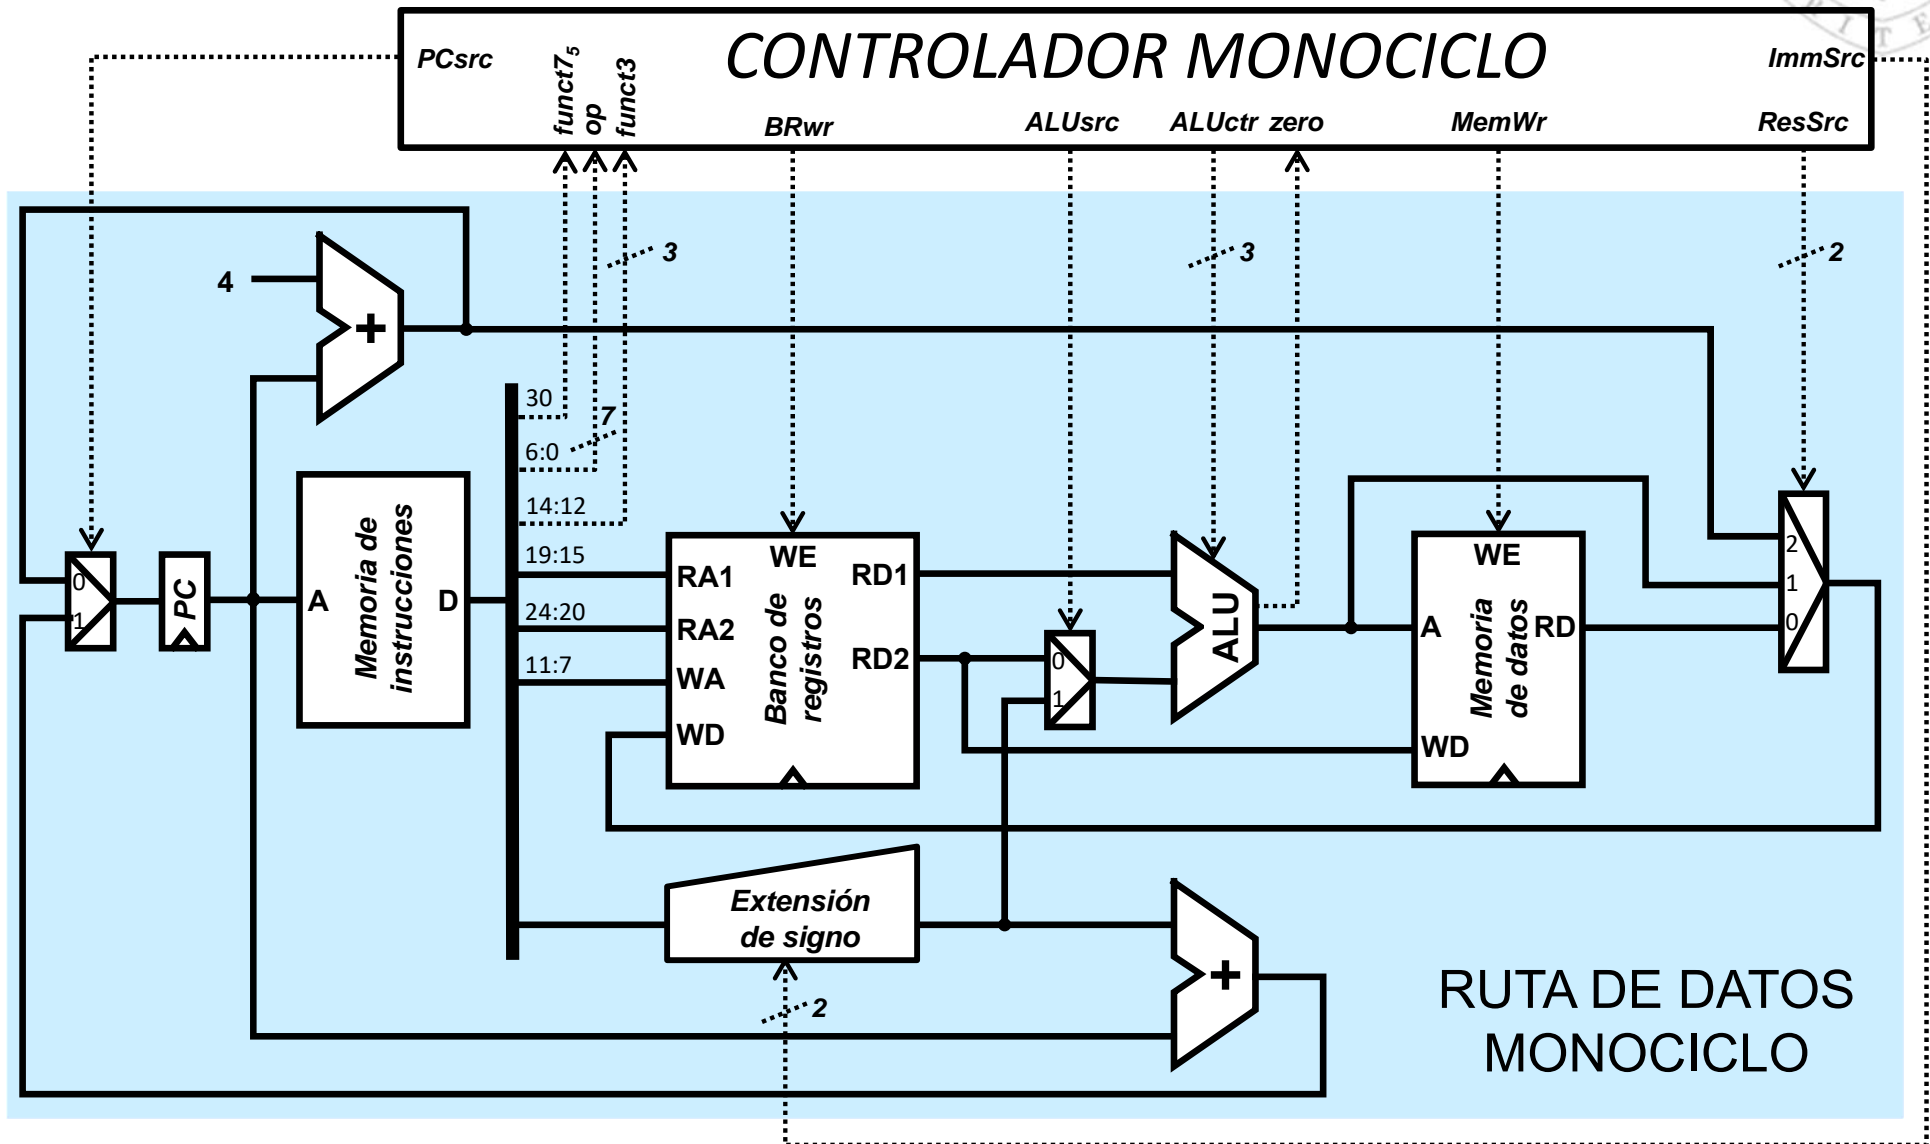 CONTROLADOR MONOCICLO
PCsrc
funct7₅
op
funct3
BRwr
ALUsrc
ALUctr
zero
MemWr
ImmSrc
ResSrc
3
3
2
4
+
30
7
6:0
14:12
19:15
24:20
11:7
0
1
PC
A
Memoria de
instrucciones
D
WE
RA1
RA2
WA
WD
Banco de
registros
RD1
RD2
0
1
ALU
WE
A
WD
Memoria
de datos
RD
2
1
0
Extensión
de signo
2
+
RUTA DE DATOS
MONOCICLO
R I T E